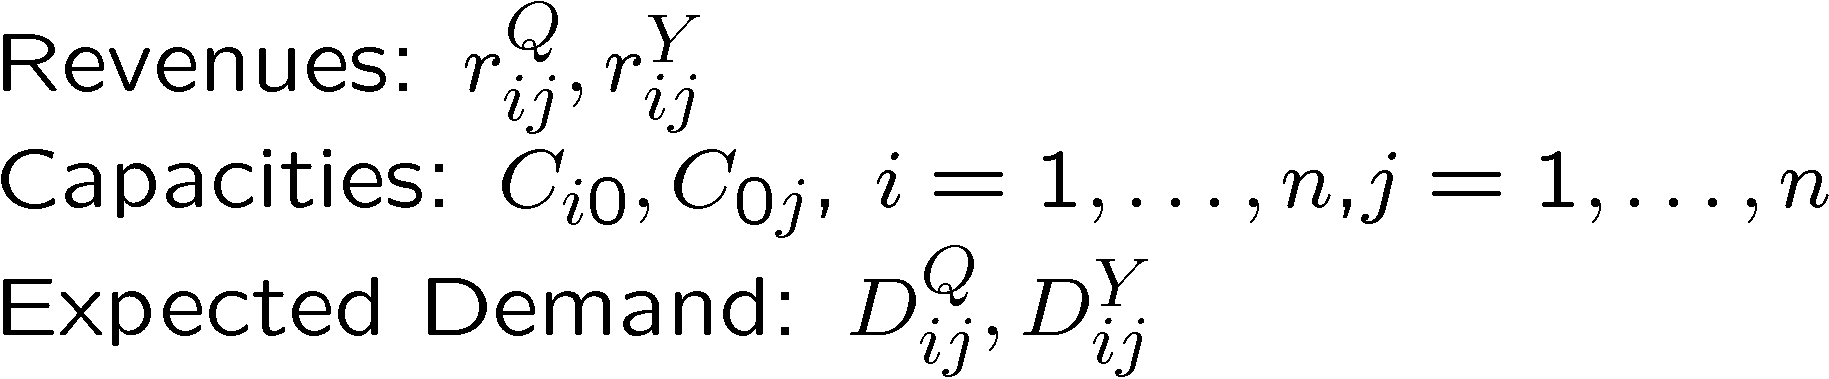 Revenues: $r_{ij}^{Q}, r_{ij}^{Y}$
Capacities: $C_{i0}, C_{0j}$, $i = 1, \ldots, n$,$j = 1, \ldots, n$
Expected Demand: $D_{ij}^{Q}, D_{ij}^{Y}$